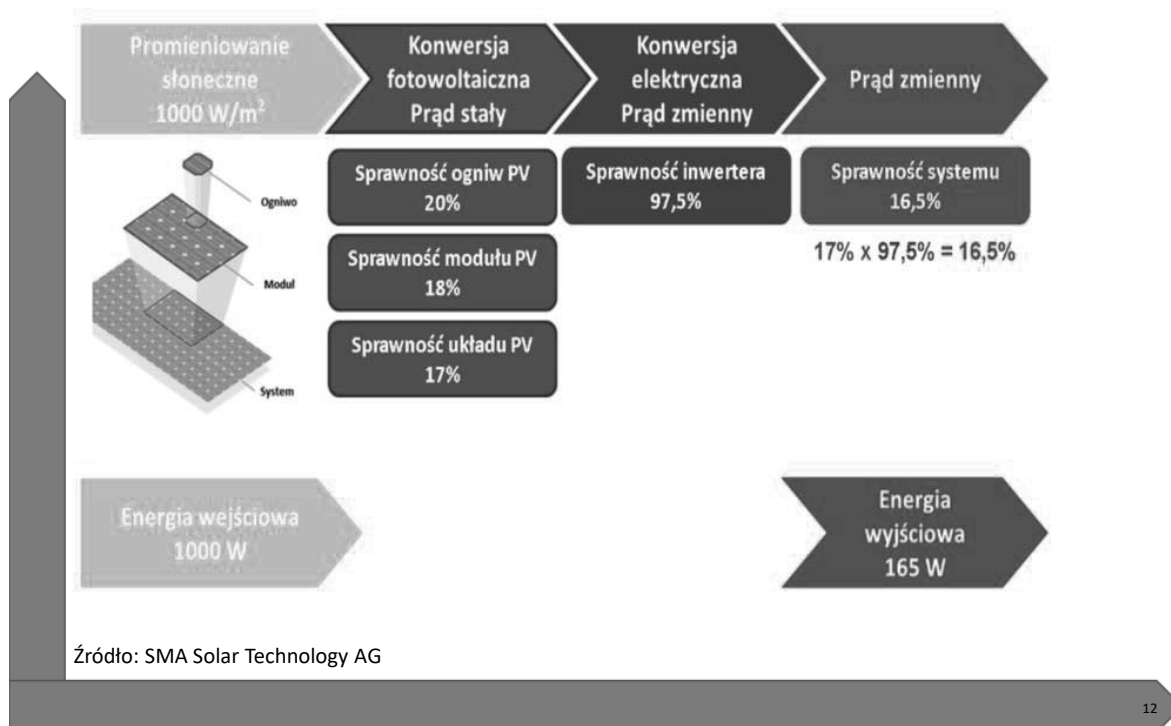 Promieniowanie
słoneczne
1000 W/m²
Konwersja
fotowoltaiczna
Prąd stały
Konwersja
elektryczna
Prąd zmienny
Prąd zmienny
Ogniwo
Moduł
System
Sprawność ogniw PV
20%
Sprawność modułu PV
18%
Sprawność układu PV
17%
Sprawność inwertera
97,5%
Sprawność systemu
16,5%
17% x 97,5% = 16,5%
Energia wejściowa
1000 W
Energia
wyjściowa
165 W
Źródło: SMA Solar Technology AG
12